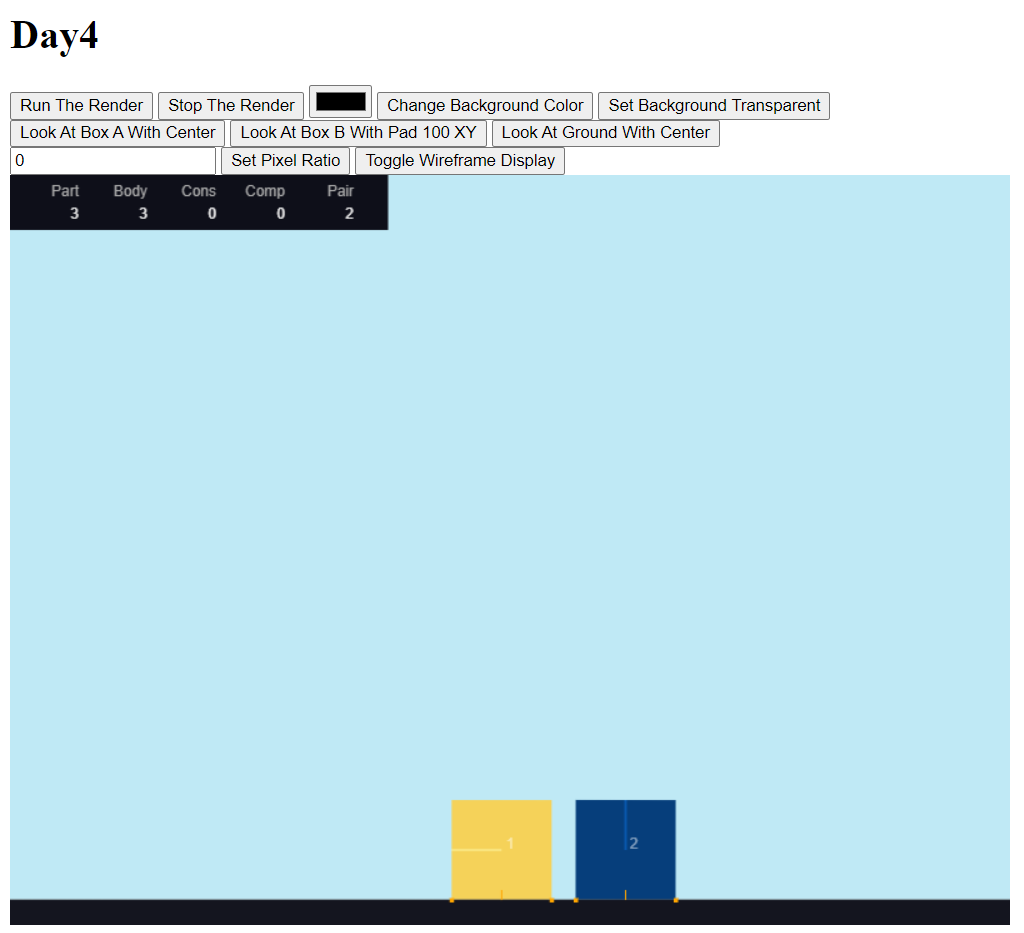 Day4
Run The Render Stop The Render Change Background Color Set Background Transparent
Look At Box A With Center Look At Box B With Pad 100 XY Look At Ground With Center
0 Set Pixel Ratio Toggle Wireframe Display
Part Body Cons Comp Pair
3 3 0 0 2
1 2